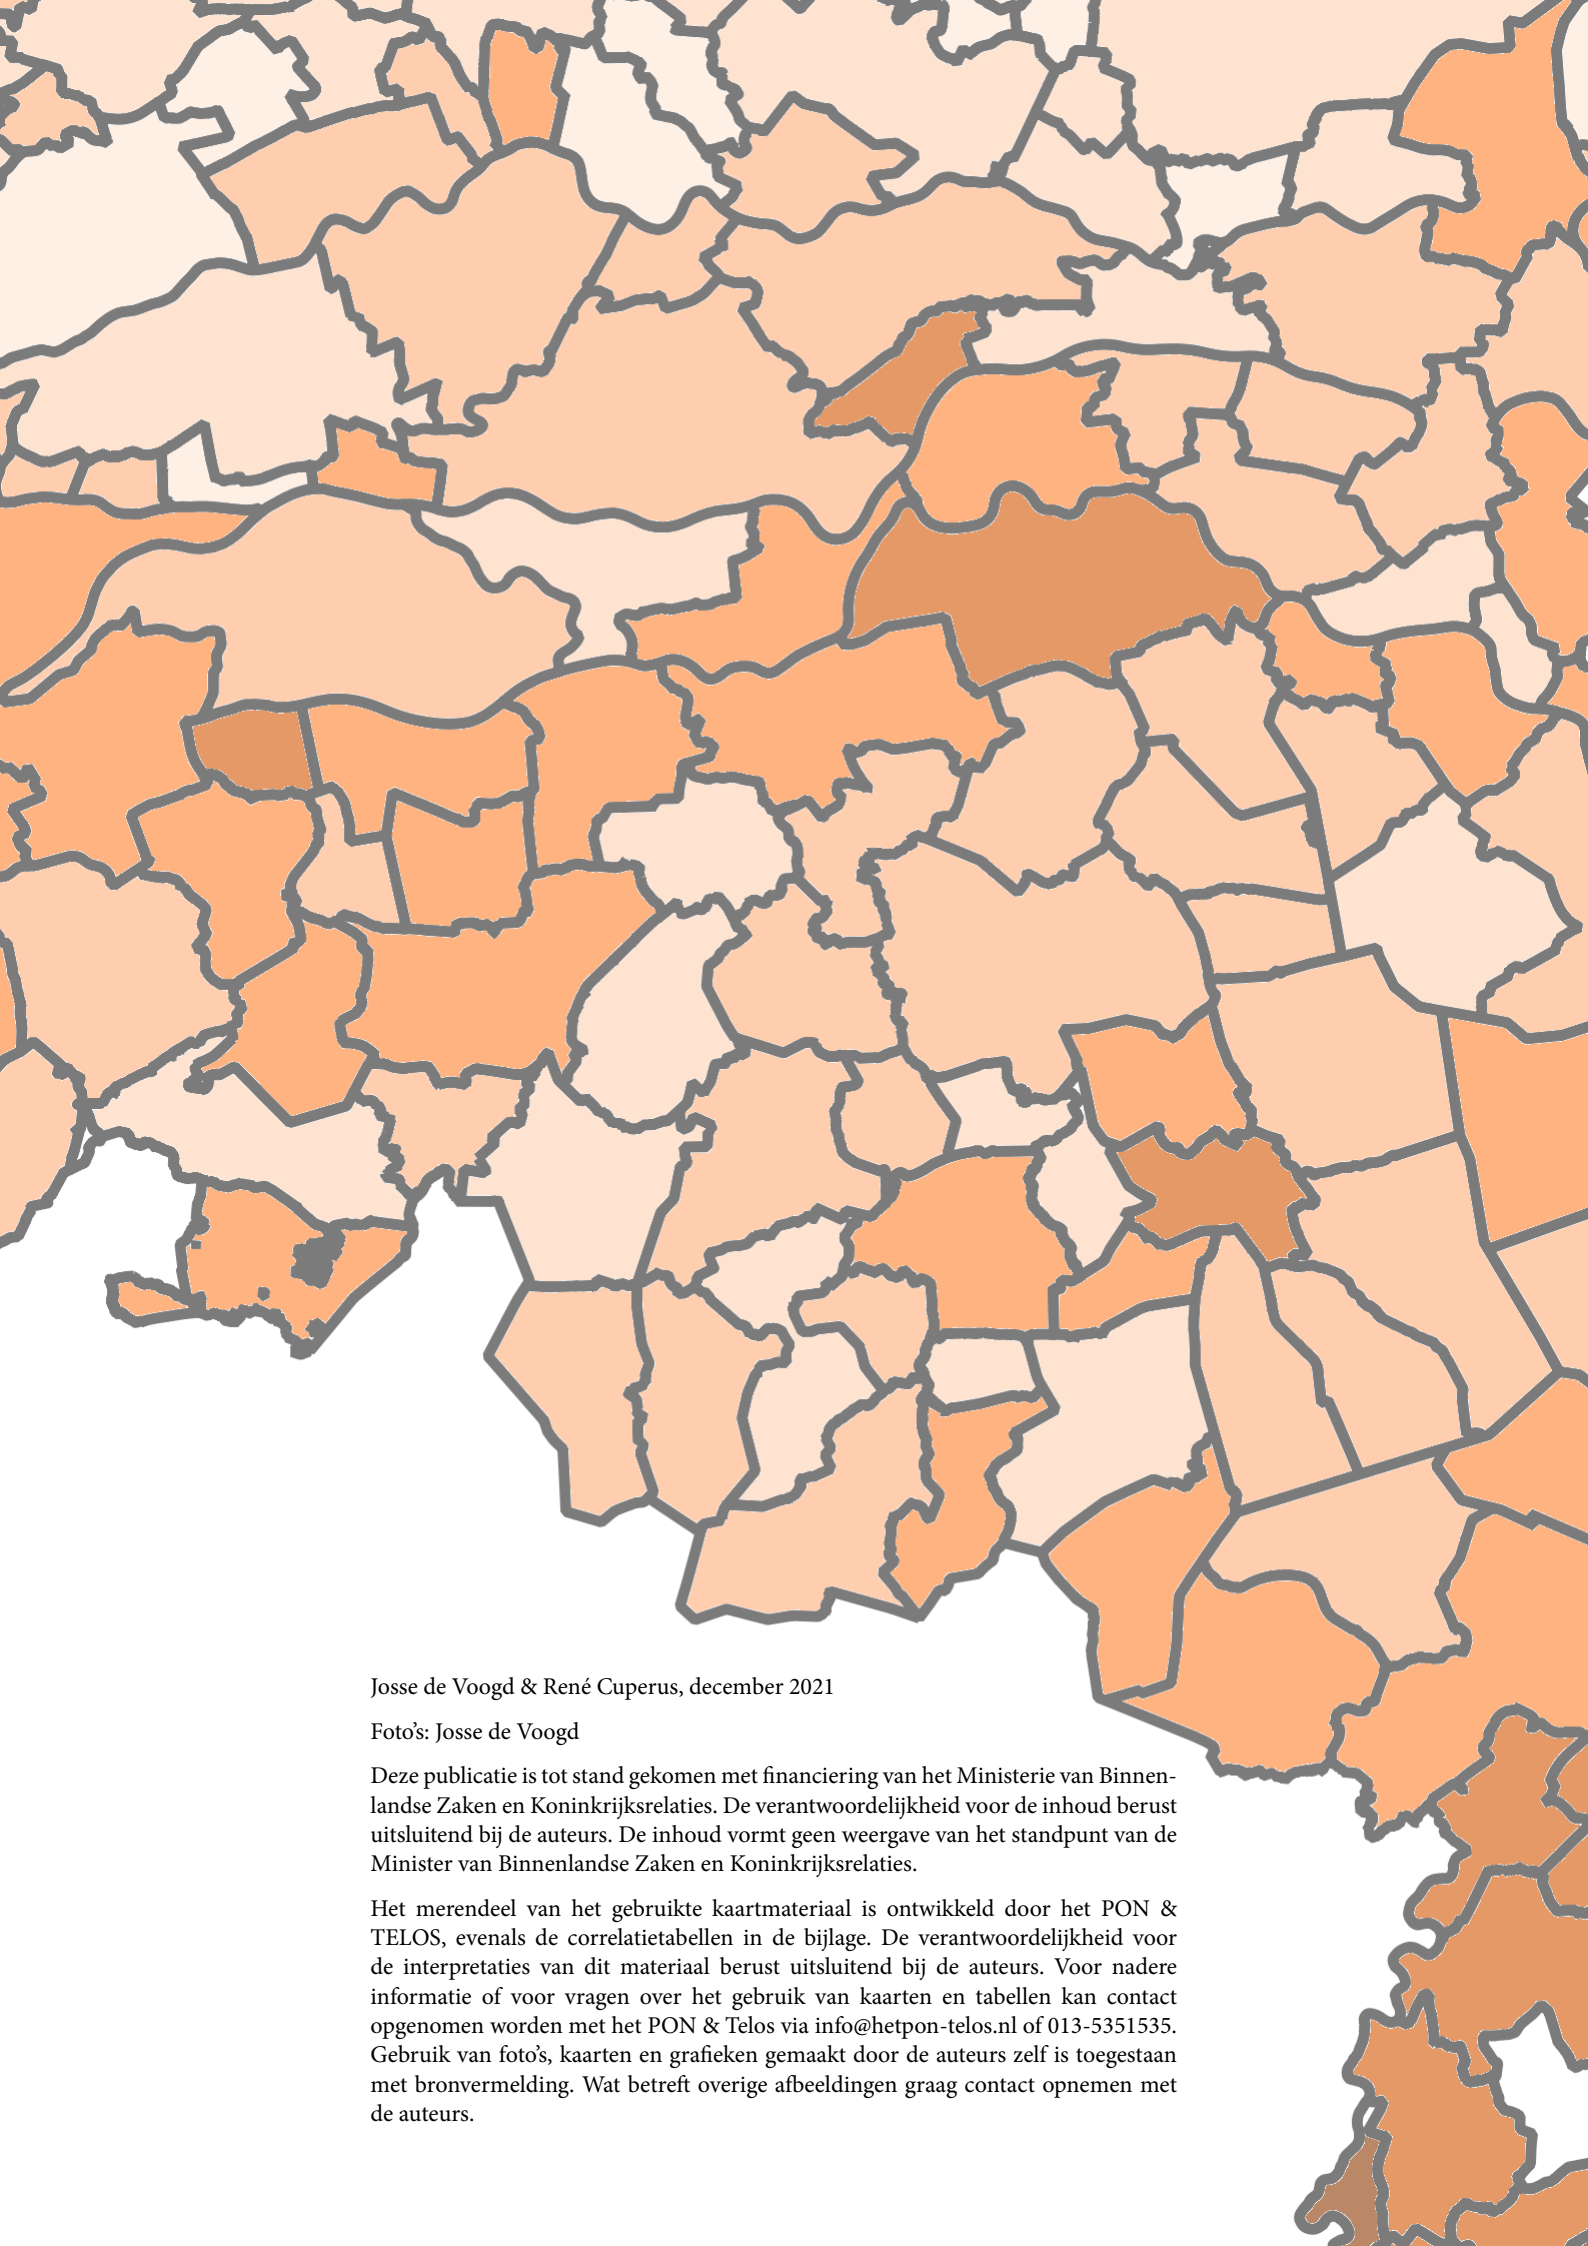 Josse de Voogd & René Cuperus, december 2021
Foto's: Josse de Voogd
Deze publicatie is tot stand gekomen met financiering van het Ministerie van Binnen-
landse Zaken en Koninkrijksrelaties. De verantwoordelijkheid voor de inhoud berust
uitsluitend bij de auteurs. De inhoud vormt geen weergave van het standpunt van de
Minister van Binnenlandse Zaken en Koninkrijksrelaties.
Het merendeel van het gebruikte kaartmateriaal is ontwikkeld door het PON &
TELOS, evenals de correlatietabellen in de bijlage. De verantwoordelijkheid voor
de interpretaties van dit materiaal berust uitsluitend bij de auteurs. Voor nadere
informatie of voor vragen over het gebruik van kaarten en tabellen kan contact
opgenomen worden met het PON & Telos via info@hetpon-telos.nl of 013-5351535.
Gebruik van foto's, kaarten en grafieken gemaakt door de auteurs zelf is toegestaan
met bronvermelding. Wat betreft overige afbeeldingen graag contact opnemen met
de auteurs.